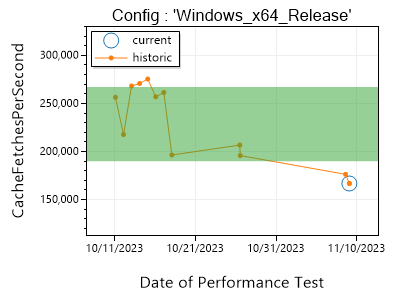 Config : 'Windows_x64_Release'
current
historic
300,000
250,000
200,000
150,000
CacheFetchesPerSecond
10/11/2023
10/21/2023
10/31/2023
11/10/2023
Date of Performance Test